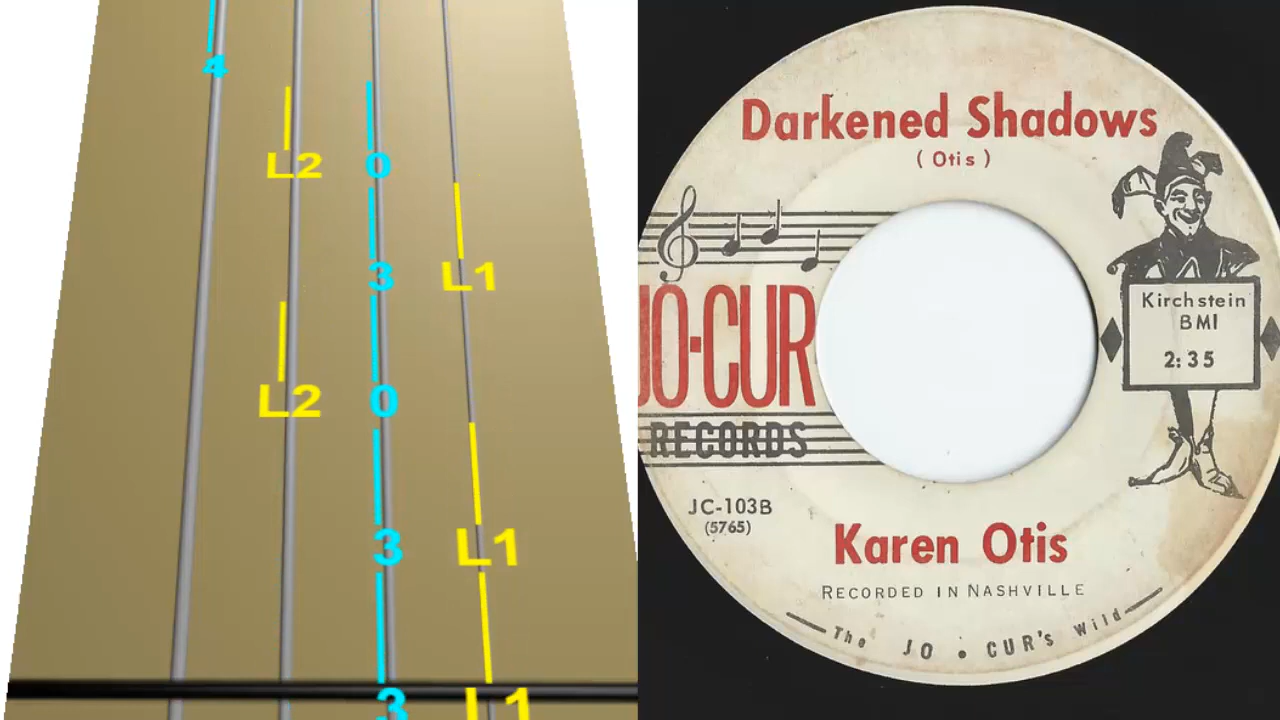 4
L2 0
3 L1
L2 0
3 L1
3 L1
Darkened Shadows
( Otis )
JO-CUR
RECORDS
Kirchstein
BMI
2:35
JC-103B
(5765)
Karen Otis
RECORDED IN NASHVILLE
The JO • CUR's Wild